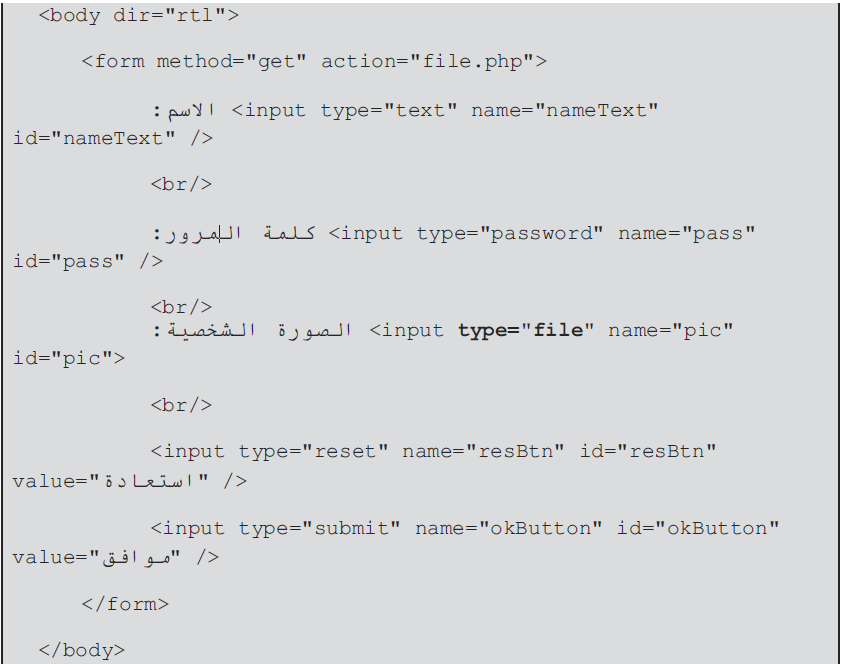 <body dir="rtl">
<form method="get" action="file.php">
الاسم: <input type="text" name="nameText"
id="nameText" />
<br/>
كلمة المرور: <input type="password" name="pass"
id="pass" />
<br/>
الصورة الشخصية: <input type="file" name="pic"
id="pic">
<br/>
<input type="reset" name="resBtn" id="resBtn"
value="استعادة" />
<input type="submit" name="okButton" id="okButton"
value="موافق" />
</form>
</body>